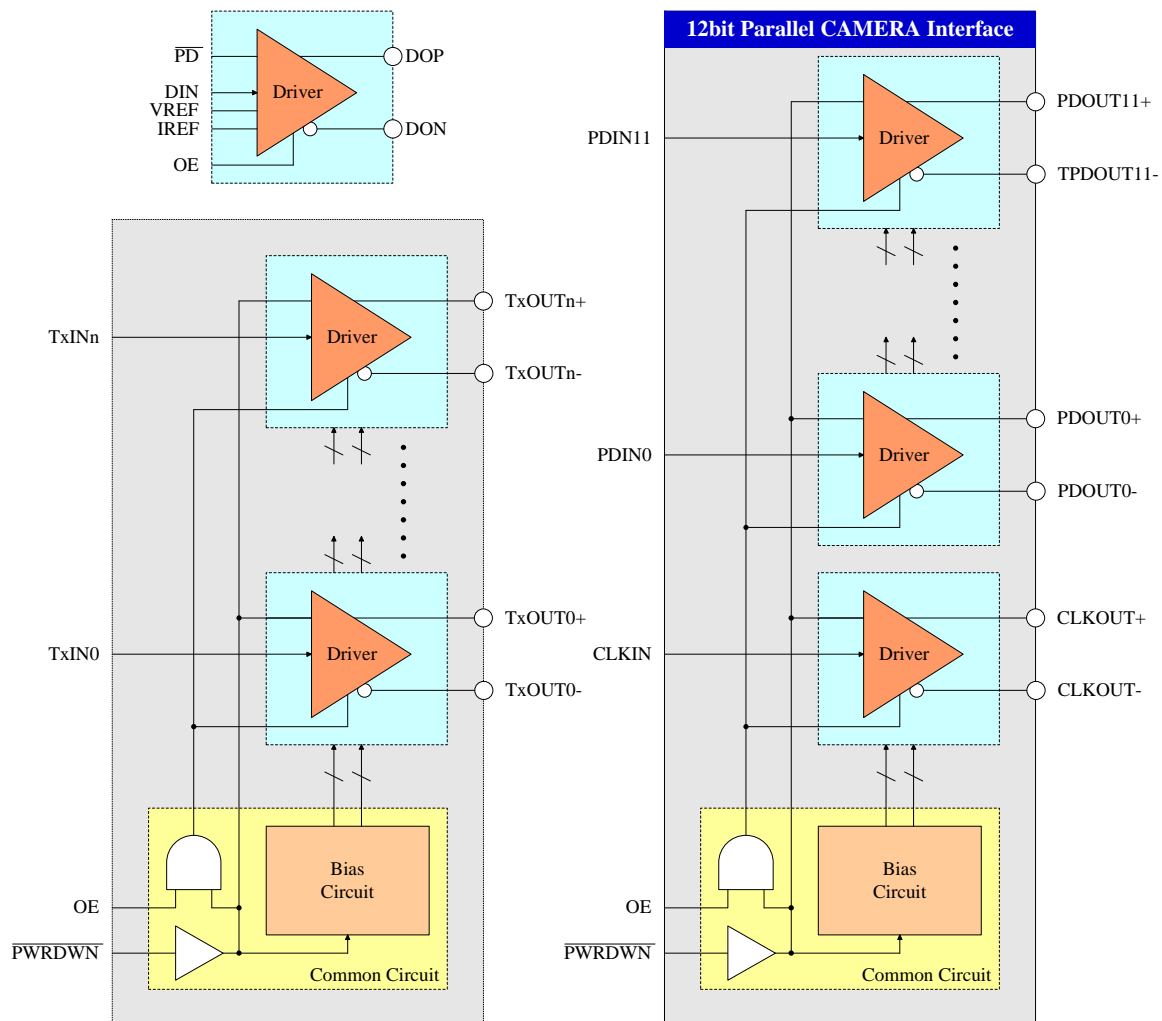 PD
DIN
VREF
IREF
OE
Driver
DOP
DON
TxINn
Driver
TxOUTn+
TxOUTn-
TxIN0
Driver
TxOUT0+
TxOUT0-
Bias
Circuit
OE
PWRDWN
Common Circuit
12bit Parallel CAMERA Interface
PDIN11
Driver
PDOUT11+
TPDOUT11-
PDIN0
Driver
PDOUT0+
PDOUT0-
CLKIN
Driver
CLKOUT+
CLKOUT-
Bias
Circuit
OE
PWRDWN
Common Circuit